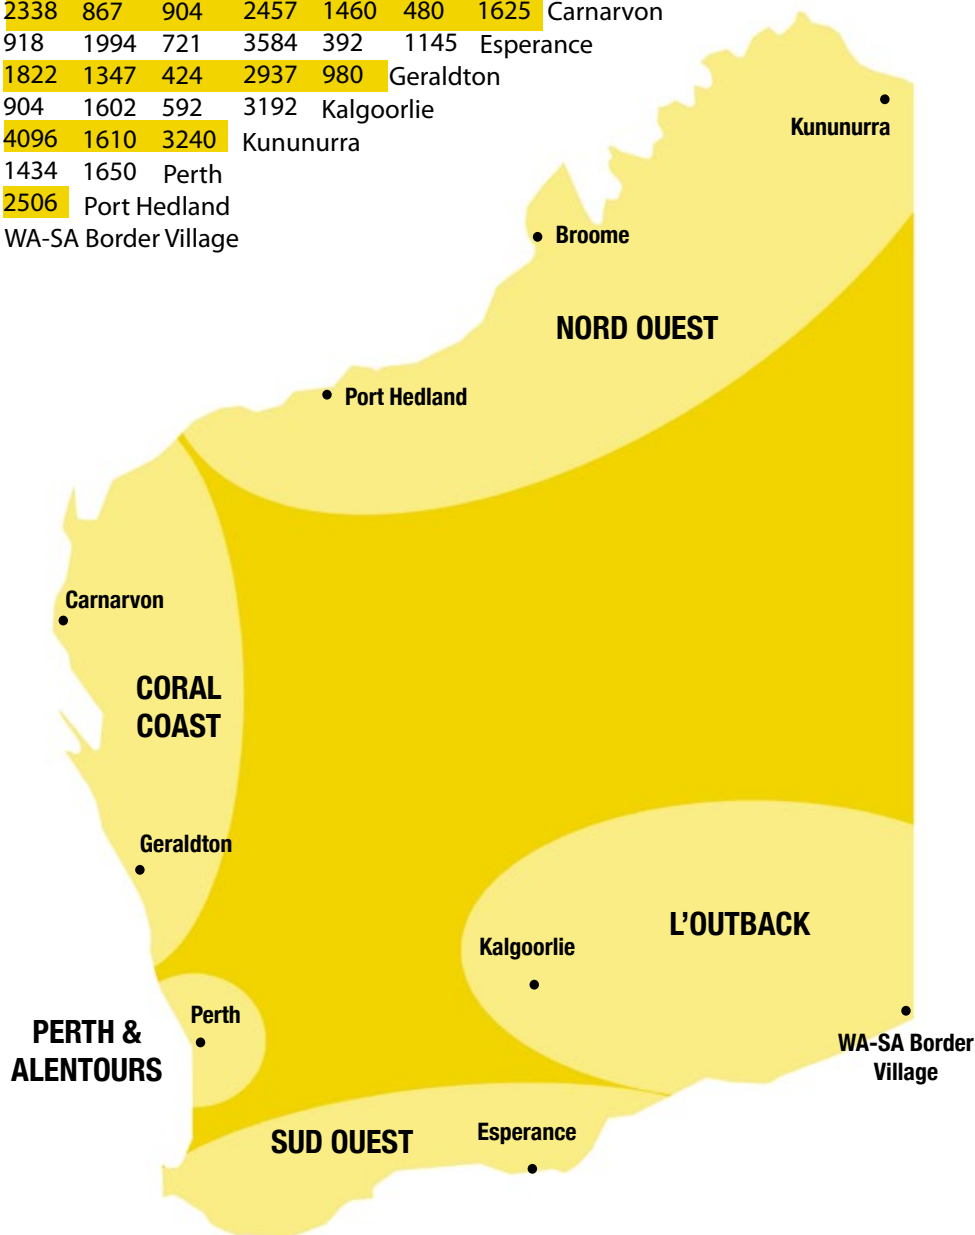 2338 867 904 2457 1460 480 1625 Carnarvon
918 1994 721 3584 392 1145 Esperance
1822 1347 424 2937 980 Geraldton
904 1602 592 3192 Kalgoorlie
4096 1610 3240 Kununurra
1434 1650 Perth
2506 Port Hedland
WA-SA Border Village
Kununurra
Broome
NORD OUEST
Port Hedland
Carnarvon
CORAL
COAST
Geraldton
L'OUTBACK
Kalgoorlie
Perth
PERTH &
ALENTOURS
WA-SA Border
Village
Esperance
SUD OUEST